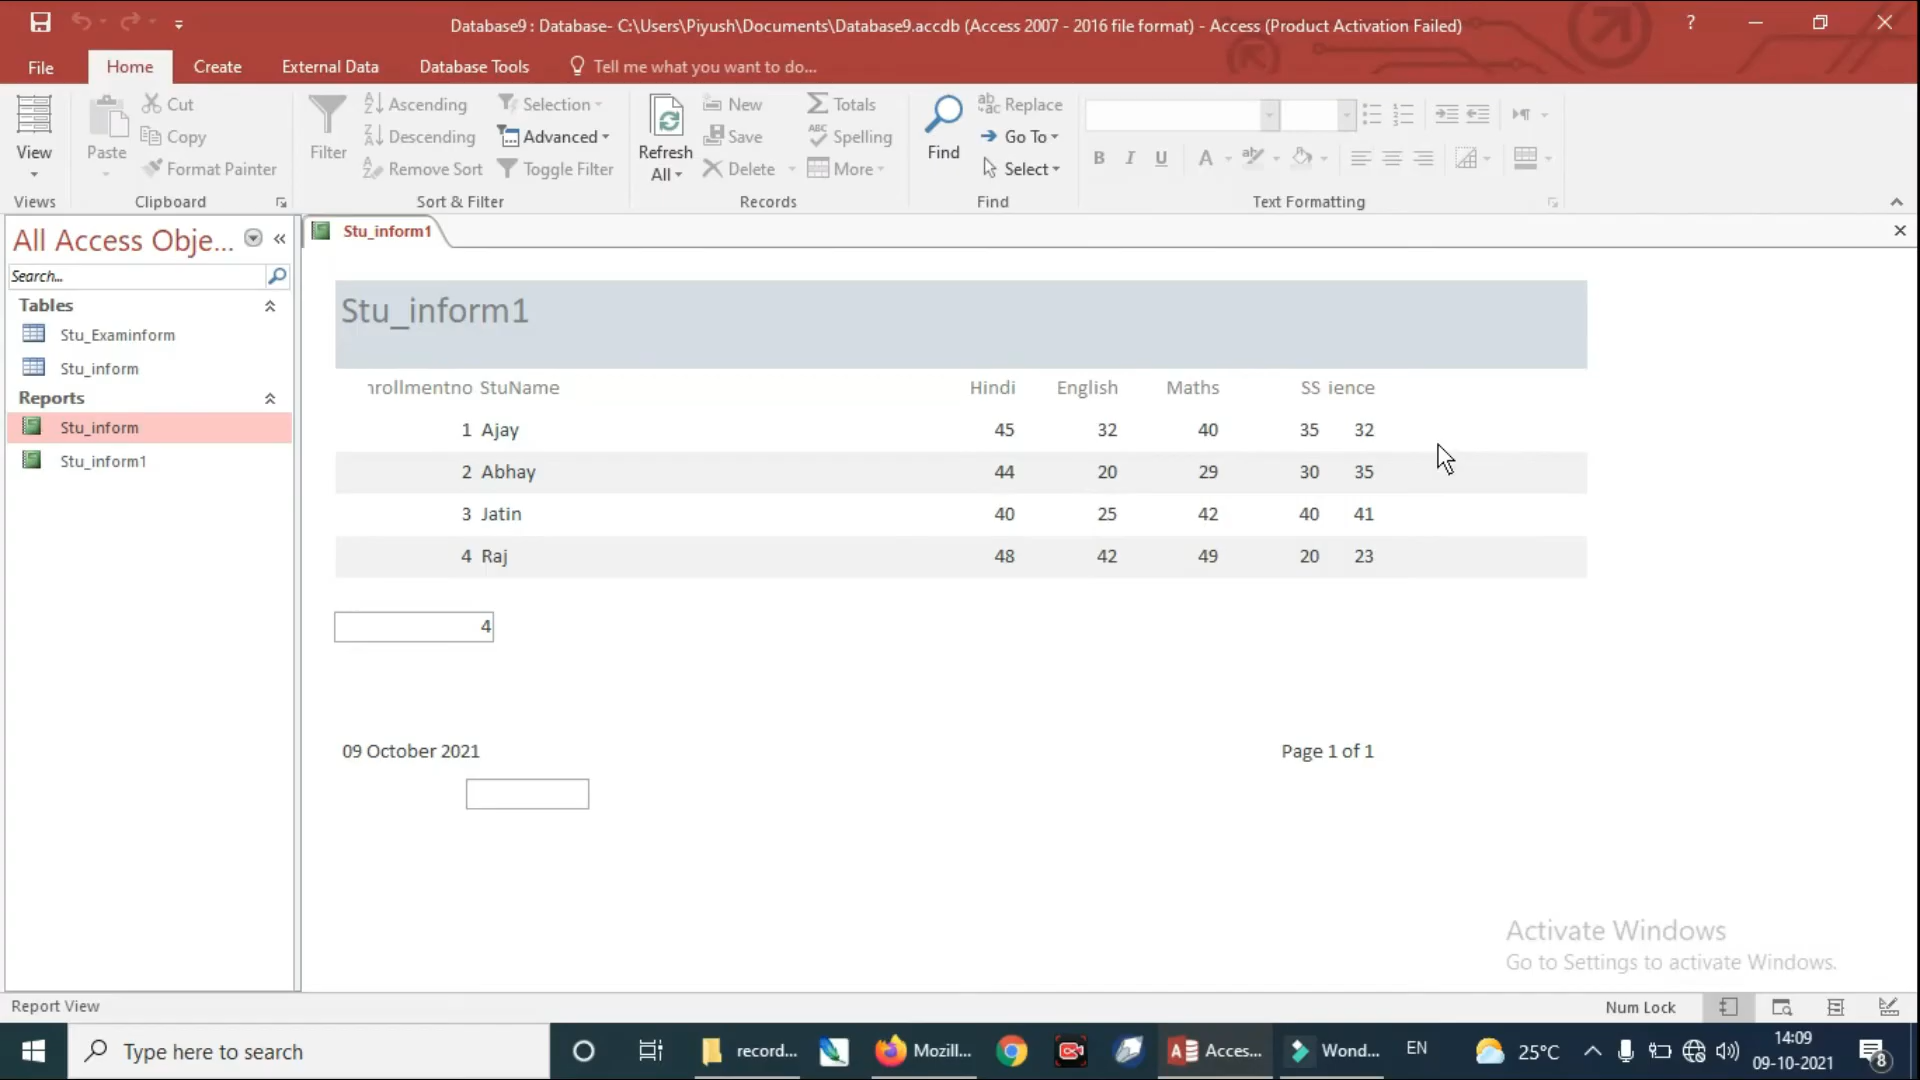 Database9 : Database- C:\Users\Piyush\Documents\Database9.accdb (Access 2007 - 2016 file format) - Access (Product Activation Failed)
?
File Home Create External Data Database Tools Tell me what you want to do...
View
Views
Paste
Cut
Copy
Format Painter
Clipboard
Filter
Ascending
Descending
Remove Sort
Selection
Advanced
Toggle Filter
Sort & Filter
Refresh
All
New
Save
Delete
Totals
Spelling
More
Records
Find
Replace
Go To
Select
Find
B I U A
Text Formatting
All Access Obje...
Search...
Tables
Stu_Examinform
Stu_inform
Reports
Stu_inform
Stu_inform1
Stu_inform1
Stu_inform1
nrollmentno StuName Hindi English Maths SS ience
1 Ajay 45 32 40 35 32
2 Abhay 44 20 29 30 35
3 Jatin 40 25 42 40 41
4 Raj 48 42 49 20 23
4
09 October 2021 Page 1 of 1
Activate Windows
Go to Settings to activate Windows.
Report View Num Lock
Type here to search
record...
Mozill...
Acces...
Wond...
EN
25°C
14:09
09-10-2021
8